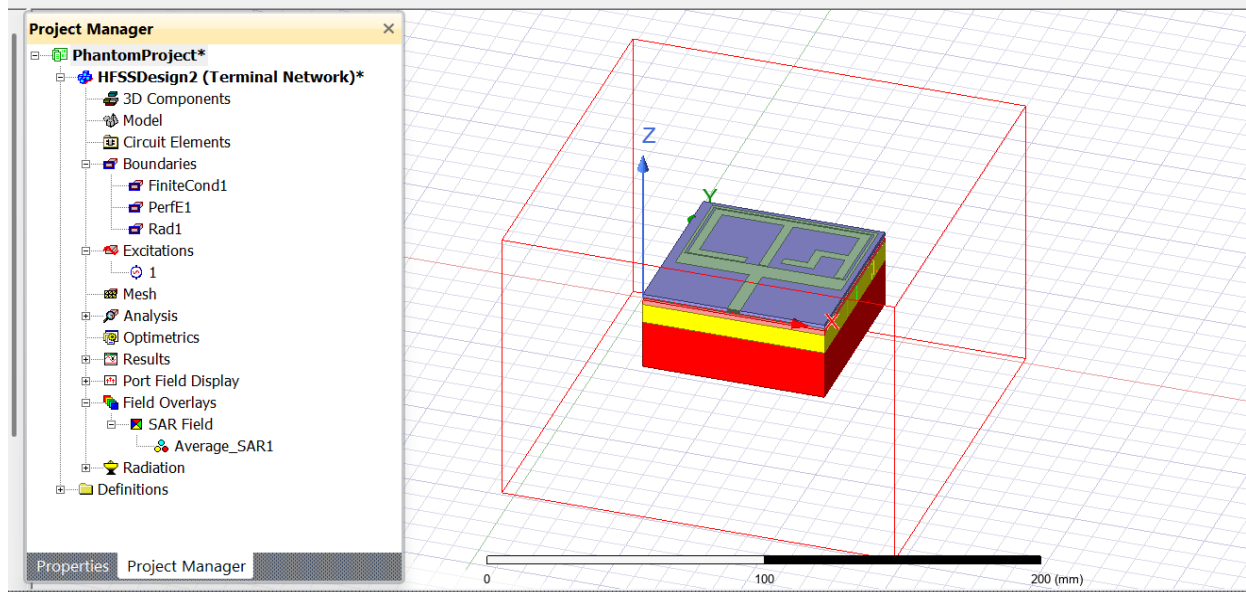 Project Manager
PhantomProject*
HFSSDesign2 (Terminal Network)*
3D Components
Model
Circuit Elements
Boundaries
FiniteCond1
PerfE1
Rad1
Excitations
1
Mesh
Analysis
Optimetrics
Results
Port Field Display
Field Overlays
SAR Field
Average_SAR1
Radiation
Definitions
Properties Project Manager
Z
Y
X
0 100 200 (mm)